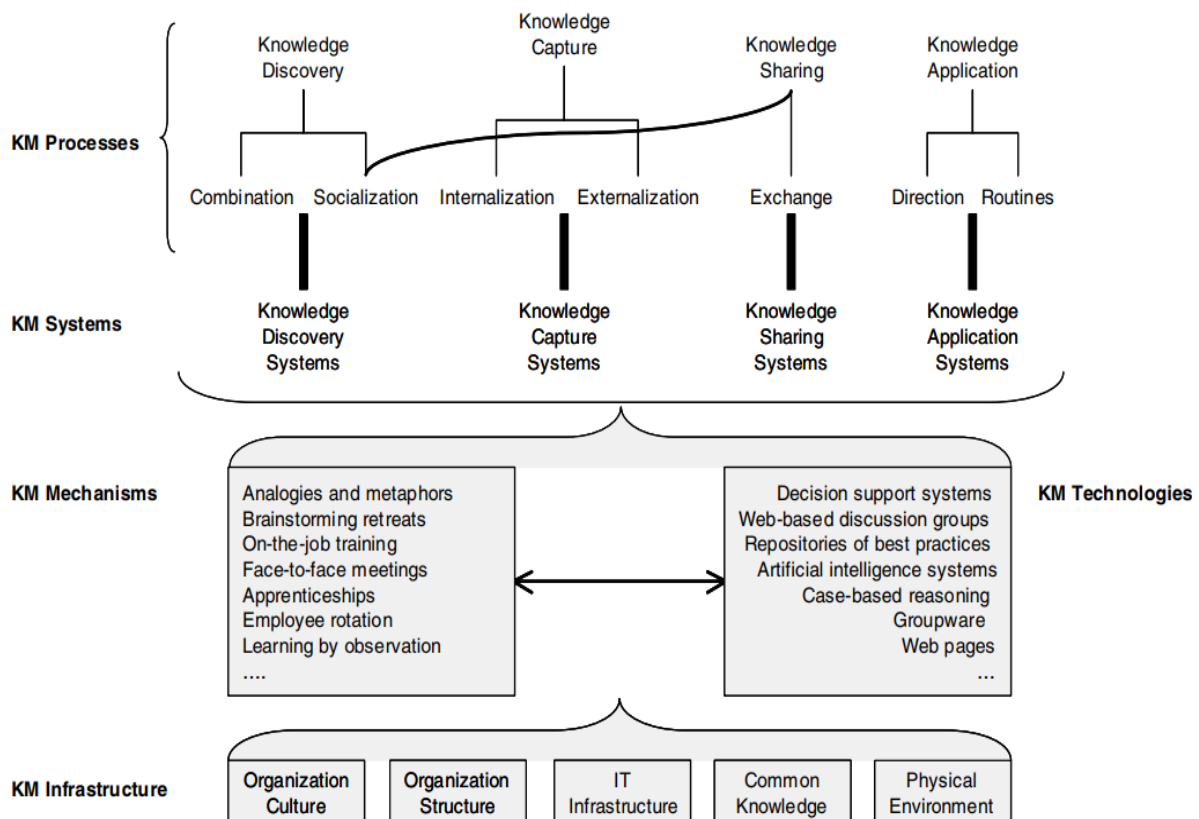 Knowledge
Discovery
Knowledge
Capture
Knowledge
Sharing
Knowledge
Application
KM Processes
Combination
Socialization
Internalization
Externalization
Exchange
Direction
Routines
KM Systems
Knowledge
Discovery
Systems
Knowledge
Capture
Systems
Knowledge
Sharing
Systems
Knowledge
Application
Systems
KM Mechanisms
Analogies and metaphors
Brainstorming retreats
On-the-job training
Face-to-face meetings
Apprenticeships
Employee rotation
Learning by observation
....
Decision support systems
Web-based discussion groups
Repositories of best practices
Artificial intelligence systems
Case-based reasoning
Groupware
Web pages
...
KM Technologies
KM Infrastructure
Organization
Culture
Organization
Structure
IT
Infrastructure
Common
Knowledge
Physical
Environment